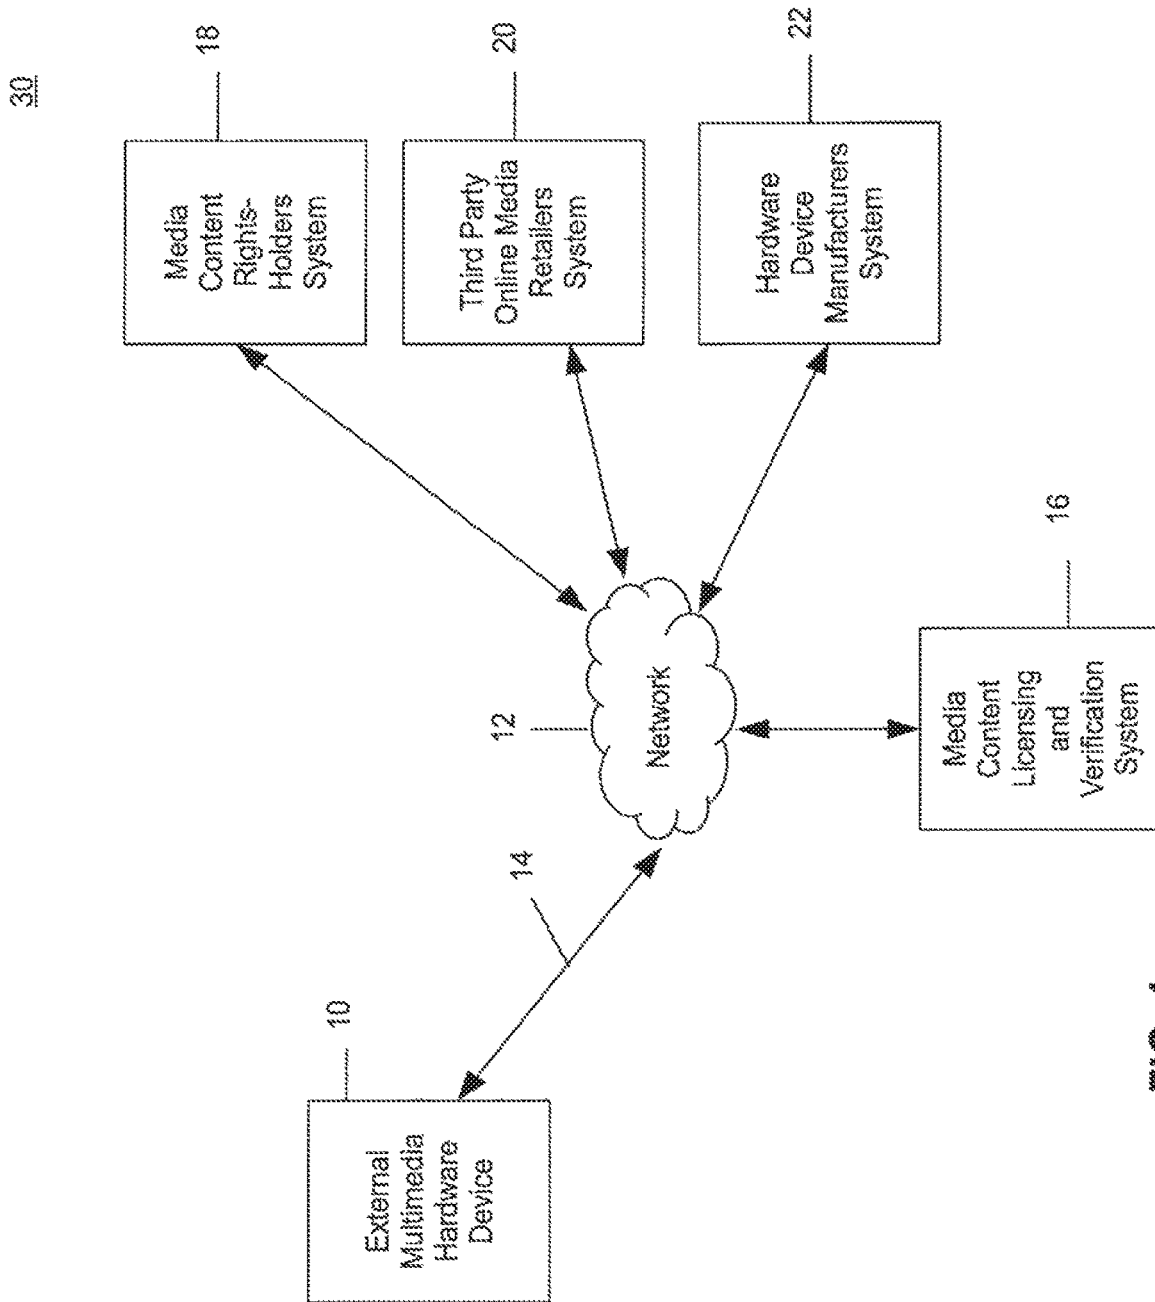 30
18
Media
Content
Rights-
Holders
System
20
Third Party
Online Media
Retailers
System
22
Hardware
Device
Manufacturers
System
12
Network
14
10
External
Multimedia
Hardware
Device
16
Media
Content
Licensing
and
Verification
System